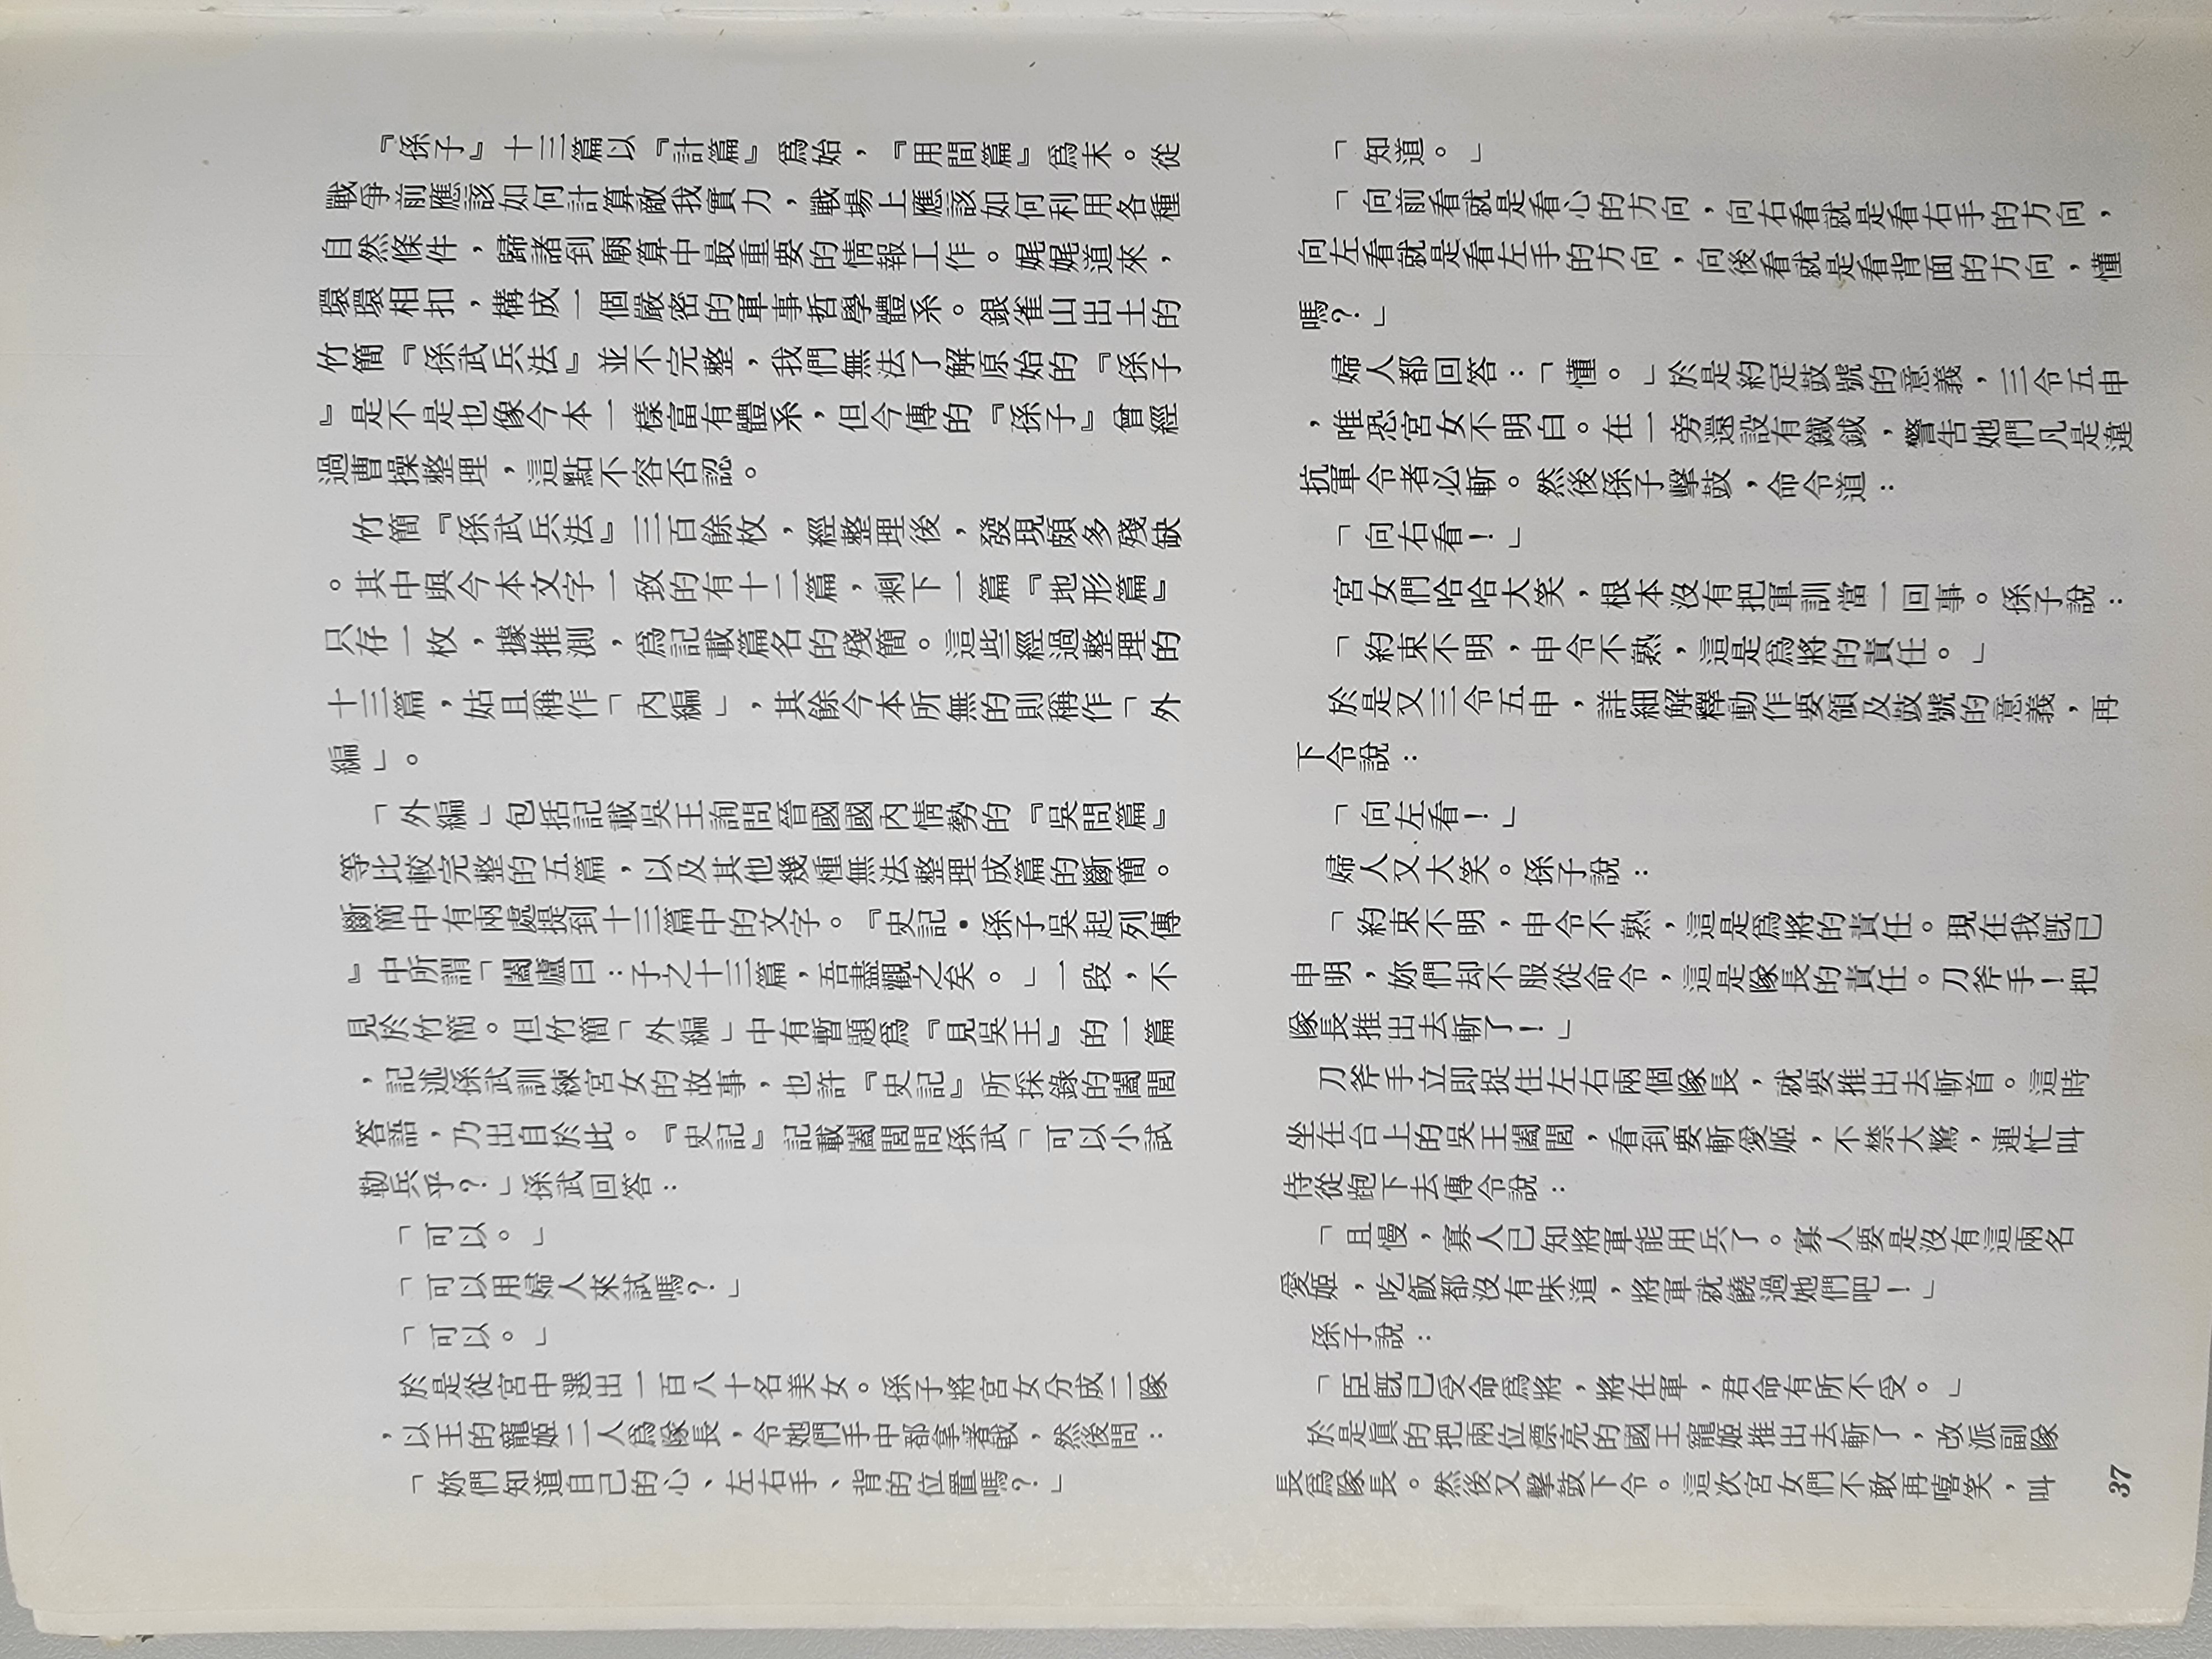 『孫子』十三篇以『計篇』爲始，『用間篇』爲末。從
戰爭前應該如何計算敵我實力，戰場上應該如何利用各種
自然條件，歸諸到廟算中最重要的情報工作。娓娓道來，
環環相扣，構成一個嚴密的軍事哲學體系。銀雀山出土的
竹簡『孫武兵法』並不完整，我們無法了解原始的『孫子
』是不是也像今本一樣富有體系，但今傳的『孫子』曾經
過曹操整理，這點不容否認。
竹簡『孫武兵法』三百餘枚，經整理後，發現頗多殘缺
。其中與今本文字一致的有十二篇，剩下一篇『地形篇』
只存一枚，據推測，爲記載篇名的殘簡。這些經過整理的
十三篇，姑且稱作「內編」，其餘今本所無的則稱作「外
編」。
「外編」包括記載吳王詢問晉國國內情勢的『吳問篇』
等比較完整的五篇，以及其他幾種無法整理成篇的斷簡。
斷簡中有兩處提到十三篇中的文字。『史記•孫子吳起列傳
』中所謂「闔廬曰：子之十三篇，吾盡觀之矣。」一段，不
見於竹簡。但竹簡「外編」中有暫題爲『見吳王』的一篇
，記述孫武訓練宮女的故事，也許『史記』所採錄的闔閭
答語，乃出自於此。『史記』記載闔閭問孫武「可以小試
勒兵乎？」孫武回答：
「可以。」
「可以用婦人來試嗎？」
「可以。」
於是從宮中選出一百八十名美女。孫子將宮女分成二隊
，以王的寵姬二人爲隊長，令她們手中都拿著戟，然後問：
「妳們知道自己的心、左右手、背的位置嗎？」
「知道。」
「向前看就是看心的方向，向右看就是看右手的方向，
向左看就是看左手的方向，向後看就是看背面的方向，懂
嗎？」
婦人都回答：「懂。」於是約定鼓號的意義，三令五申
，唯恐宮女不明白。在一旁還設有鐵鉞，警告她們凡是違
抗軍令者必斬。然後孫子擊鼓，命令道：
「向右看！」
宮女們哈哈大笑，根本沒有把軍訓當一回事。孫子說：
「約束不明，申令不熟，這是爲將的責任。」
於是又三令五申，詳細解釋動作要領及鼓號的意義，再
下令說：
「向左看！」
婦人又大笑。孫子說：
「約束不明，申令不熟，這是爲將的責任。現在我既已
申明，妳們却不服從命令，這是隊長的責任。刀斧手！把
隊長推出去斬了！」
刀斧手立即捉住左右兩個隊長，就要推出去斬首。這時
坐在台上的吳王闔閭，看到要斬愛姬，不禁大驚，連忙叫
侍從跑下去傳令說：
「且慢，寡人已知將軍能用兵了。寡人要是沒有這兩名
愛姬，吃飯都沒有味道，將軍就饒過她們吧！」
孫子說：
「臣既已受命爲將，將在軍，君命有所不受。」
於是眞的把兩位漂亮的國王寵姬推出去斬了，改派副隊
長爲隊長。然後又擊鼓下令。這次宮女們不敢再嘻笑，叫
37